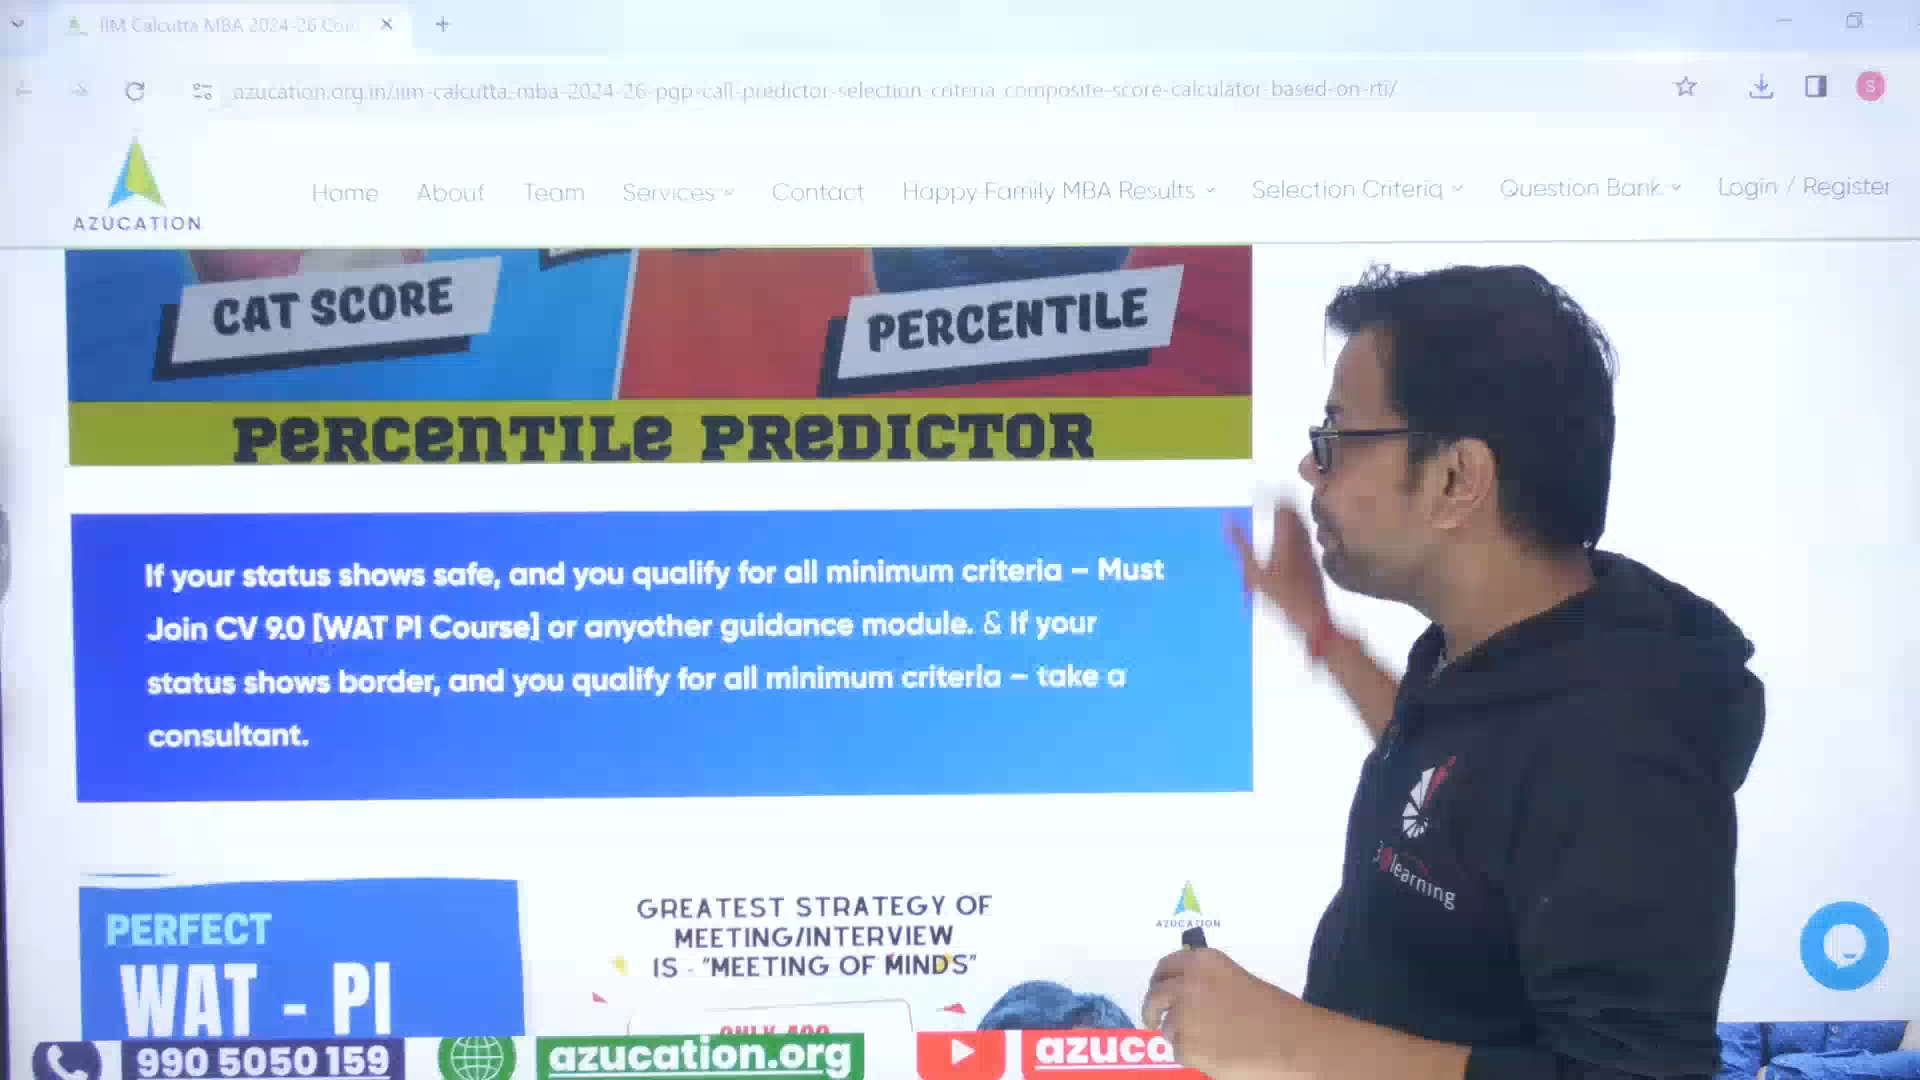 IIM Calcutta MBA 2024-26 Com
azucation.org.in/iim-calcutta-mba-2024-26-pgp-call-predictor-selection-criteria-composite-score-calculator-based-on-rti/
S
AZUCATION
Home About Team Services Contact Happy Family MBA Results Selection Criteria Question Bank Login / Register
CAT SCORE
PERCENTILE
PERCENTILE PREDICTOR
If your status shows safe, and you qualify for all minimum criteria – Must
Join CV 9.0 [WAT PI Course] or anyother guidance module. & If your
status shows border, and you qualify for all minimum criteria – take a
consultant.
PERFECT
WAT - PI
GREATEST STRATEGY OF
MEETING/INTERVIEW
IS - "MEETING OF MINDS"
AZUCATION
ONLY 400
learning
990 5050 159
azucation.org
azuca